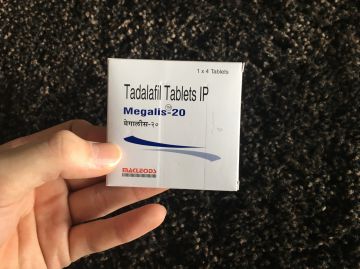 1 x 4 Tablets
Tadalafil Tablets IP
Megalis-20
मेगालीस-२०
MACLEODS